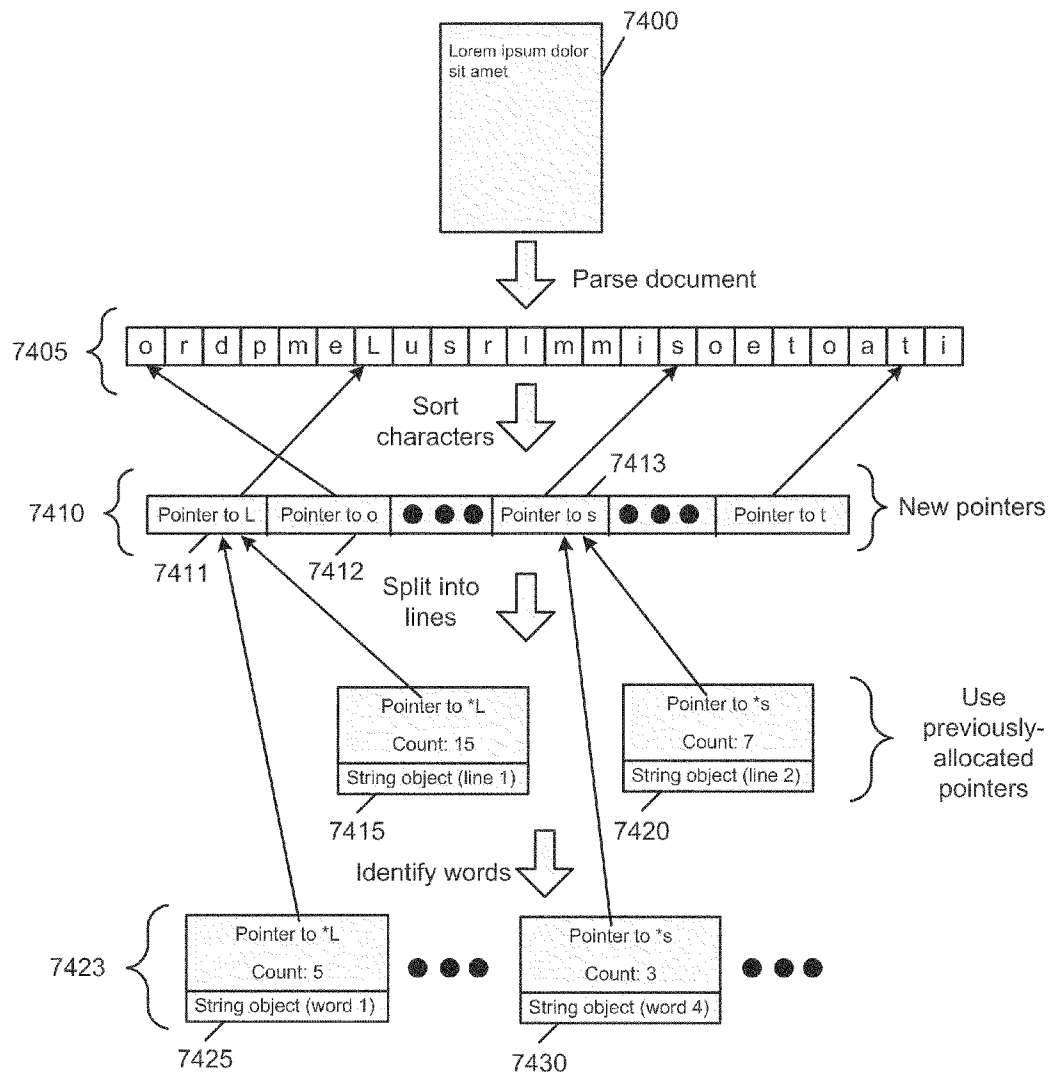 7400
Lorem ipsum dolor
sit amet
Parse document
7405
o r d p m e L u s r l m m i s o e t o a t i
Sort
characters
7413
7410
Pointer to L Pointer to o Pointer to s Pointer to t
New pointers
7411
7412
Split into
lines
Pointer to *L
Count: 15
String object (line 1)
7415
Pointer to *s
Count: 7
String object (line 2)
7420
Use
previously-
allocated
pointers
Identify words
7423
Pointer to *L
Count: 5
String object (word 1)
7425
Pointer to *s
Count: 3
String object (word 4)
7430